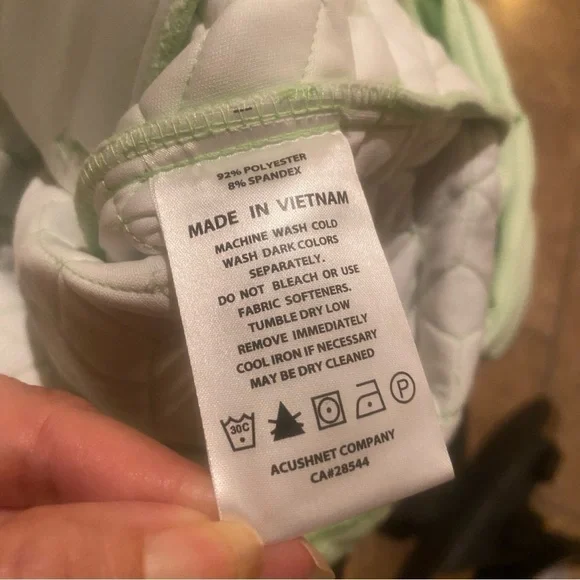 92% POLYESTER
8% SPANDEX
MADE IN VIETNAM
MACHINE WASH COLD
WASH DARK COLORS
SEPARATELY.
DO NOT BLEACH OR USE
FABRIC SOFTENERS.
TUMBLE DRY LOW
REMOVE IMMEDIATELY
COOL IRON IF NECESSARY
MAY BE DRY CLEANED
30C P
ACUSHNET COMPANY
CA#28544